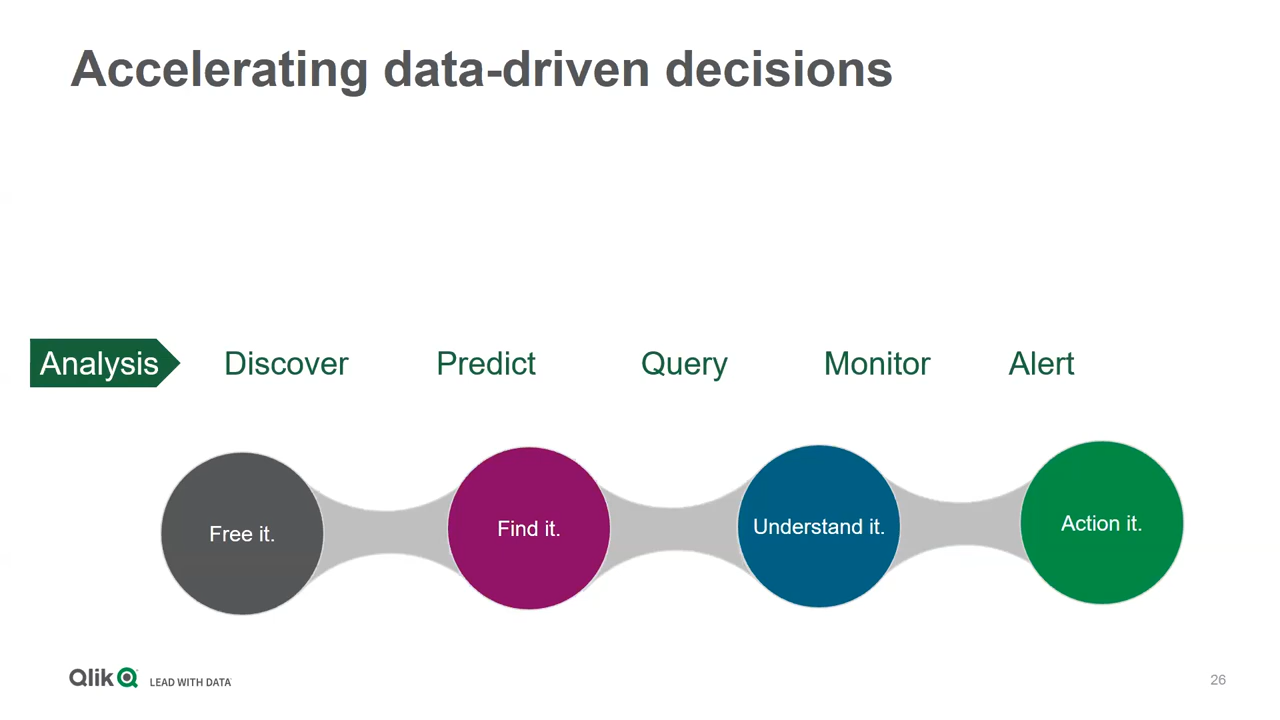 Accelerating data-driven decisions
Analysis Discover Predict Query Monitor Alert
Free it. Find it. Understand it. Action it.
Qlik LEAD WITH DATA
26